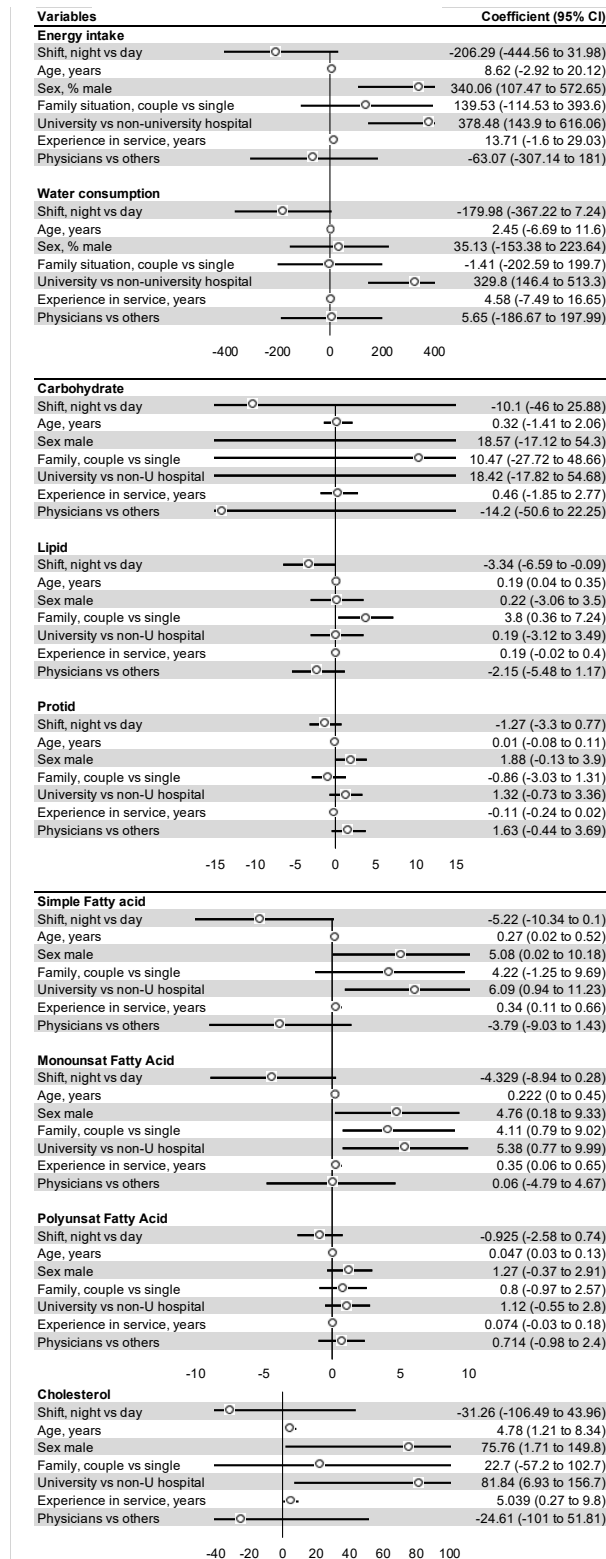 Variables Coefficient (95% CI)
Energy intake
Shift, night vs day -206.29 (-444.56 to 31.98)
Age, years 8.62 (-2.92 to 20.12)
Sex, % male 340.06 (107.47 to 572.65)
Family situation, couple vs single 139.53 (-114.53 to 393.6)
University vs non-university hospital 378.48 (143.9 to 616.06)
Experience in service, years 13.71 (-1.6 to 29.03)
Physicians vs others -63.07 (-307.14 to 181)
Water consumption
Shift, night vs day -179.98 (-367.22 to 7.24)
Age, years 2.45 (-6.69 to 11.6)
Sex, % male 35.13 (-153.38 to 223.64)
Family situation, couple vs single -1.41 (-202.59 to 199.7)
University vs non-university hospital 329.8 (146.4 to 513.3)
Experience in service, years 4.58 (-7.49 to 16.65)
Physicians vs others 5.65 (-186.67 to 197.99)
-400 -200 0 200 400
Carbohydrate
Shift, night vs day -10.1 (-46 to 25.88)
Age, years 0.32 (-1.41 to 2.06)
Sex male 18.57 (-17.12 to 54.3)
Family, couple vs single 10.47 (-27.72 to 48.66)
University vs non-U hospital 18.42 (-17.82 to 54.68)
Experience in service, years 0.46 (-1.85 to 2.77)
Physicians vs others -14.2 (-50.6 to 22.25)
Lipid
Shift, night vs day -3.34 (-6.59 to -0.09)
Age, years 0.19 (0.04 to 0.35)
Sex male 0.22 (-3.06 to 3.5)
Family, couple vs single 3.8 (0.36 to 7.24)
University vs non-U hospital 0.19 (-3.12 to 3.49)
Experience in service, years 0.19 (-0.02 to 0.4)
Physicians vs others -2.15 (-5.48 to 1.17)
Protid
Shift, night vs day -1.27 (-3.3 to 0.77)
Age, years 0.01 (-0.08 to 0.11)
Sex male 1.88 (-0.13 to 3.9)
Family, couple vs single -0.86 (-3.03 to 1.31)
University vs non-U hospital 1.32 (-0.73 to 3.36)
Experience in service, years -0.11 (-0.24 to 0.02)
Physicians vs others 1.63 (-0.44 to 3.69)
-15 -10 -5 0 5 10 15
Simple Fatty acid
Shift, night vs day -5.22 (-10.34 to 0.1)
Age, years 0.27 (0.02 to 0.52)
Sex male 5.08 (0.02 to 10.18)
Family, couple vs single 4.22 (-1.25 to 9.69)
University vs non-U hospital 6.09 (0.94 to 11.23)
Experience in service, years 0.34 (0.11 to 0.66)
Physicians vs others -3.79 (-9.03 to 1.43)
Monounsat Fatty Acid
Shift, night vs day -4.329 (-8.94 to 0.28)
Age, years 0.222 (0 to 0.45)
Sex male 4.76 (0.18 to 9.33)
Family, couple vs single 4.11 (0.79 to 9.02)
University vs non-U hospital 5.38 (0.77 to 9.99)
Experience in service, years 0.35 (0.06 to 0.65)
Physicians vs others 0.06 (-4.79 to 4.67)
Polyunsat Fatty Acid
Shift, night vs day -0.925 (-2.58 to 0.74)
Age, years 0.047 (0.03 to 0.13)
Sex male 1.27 (-0.37 to 2.91)
Family, couple vs single 0.8 (-0.97 to 2.57)
University vs non-U hospital 1.12 (-0.55 to 2.8)
Experience in service, years 0.074 (-0.03 to 0.18)
Physicians vs others 0.714 (-0.98 to 2.4)
-10 -5 0 5 10
Cholesterol
Shift, night vs day -31.26 (-106.49 to 43.96)
Age, years 4.78 (1.21 to 8.34)
Sex male 75.76 (1.71 to 149.8)
Family, couple vs single 22.7 (-57.2 to 102.7)
University vs non-U hospital 81.84 (6.93 to 156.7)
Experience in service, years 5.039 (0.27 to 9.8)
Physicians vs others -24.61 (-101 to 51.81)
-40 -20 0 20 40 60 80 100